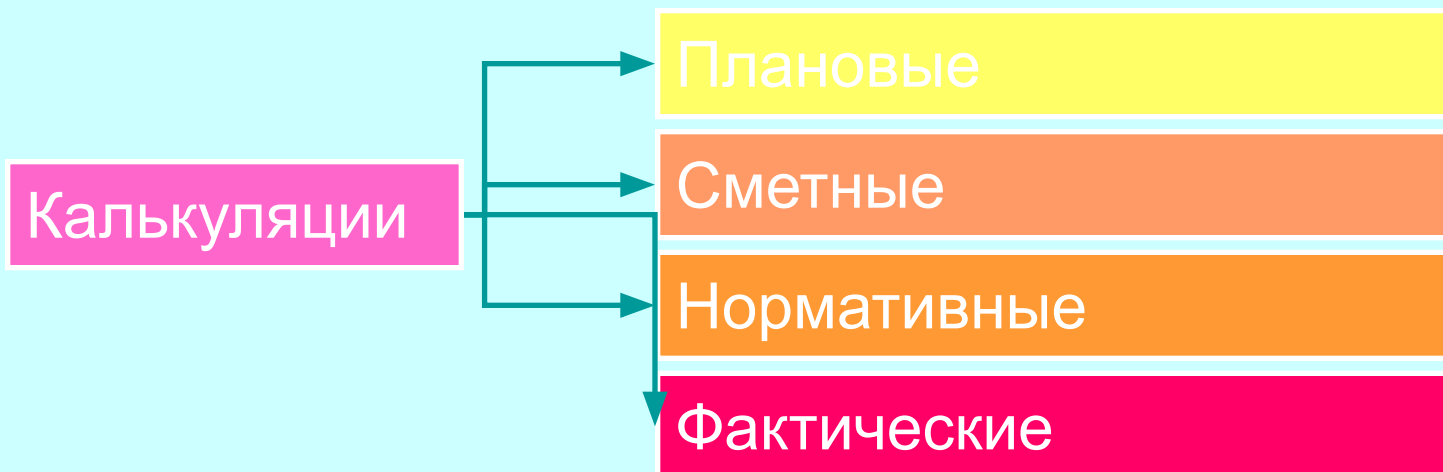 Калькуляции
Плановые
Сметные
Нормативные
Фактические